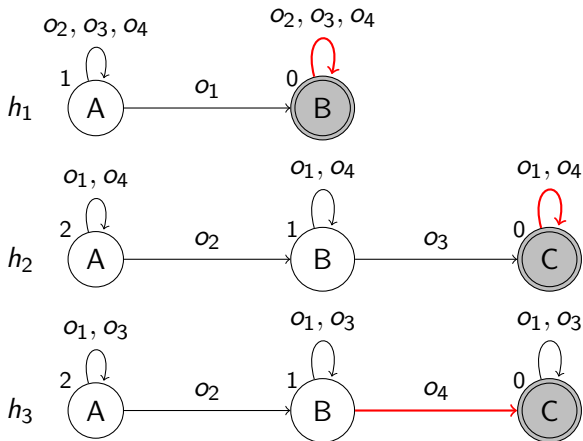 o₂, o₃, o₄ o₂, o₃, o₄
h₁ 1 A o₁ 0 B
o₁, o₄ o₁, o₄ o₁, o₄
h₂ 2 A o₂ 1 B o₃ 0 C
o₁, o₃ o₁, o₃ o₁, o₃
h₃ 2 A o₂ 1 B o₄ 0 C